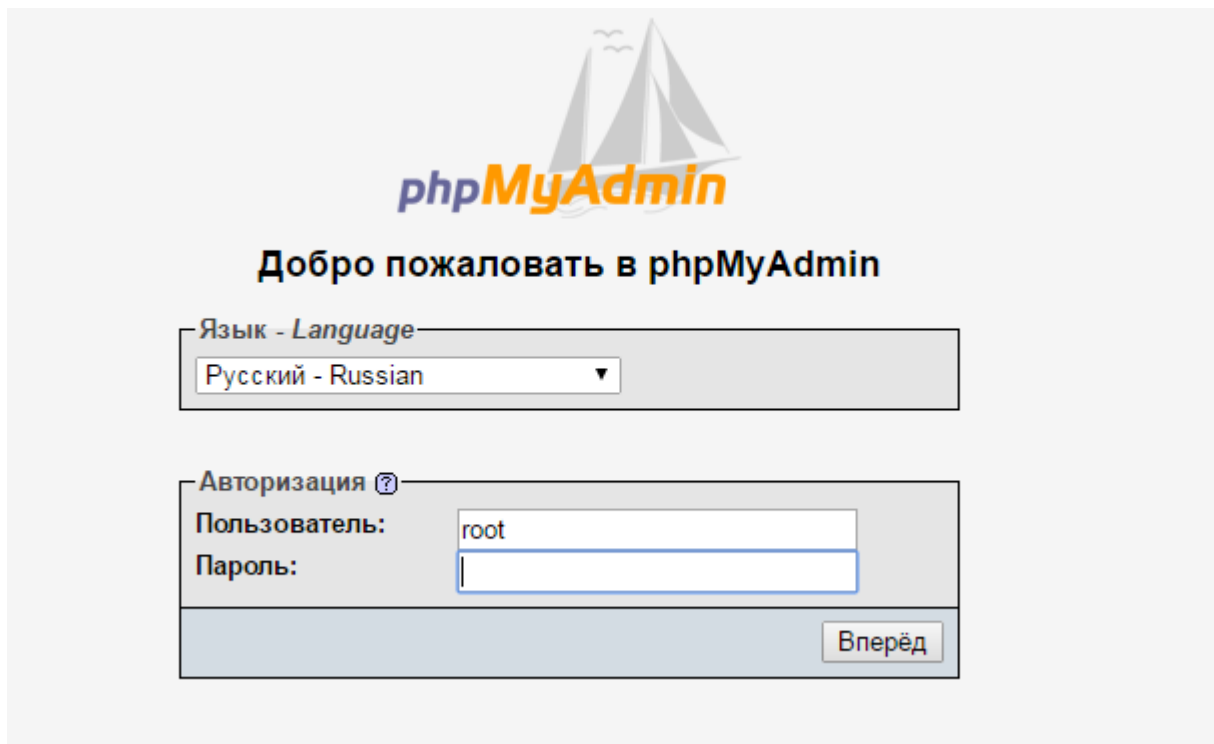 phpMyAdmin
Добро пожаловать в phpMyAdmin
Язык - Language
Русский - Russian
Авторизация ?
Пользователь: root
Пароль:
Вперёд